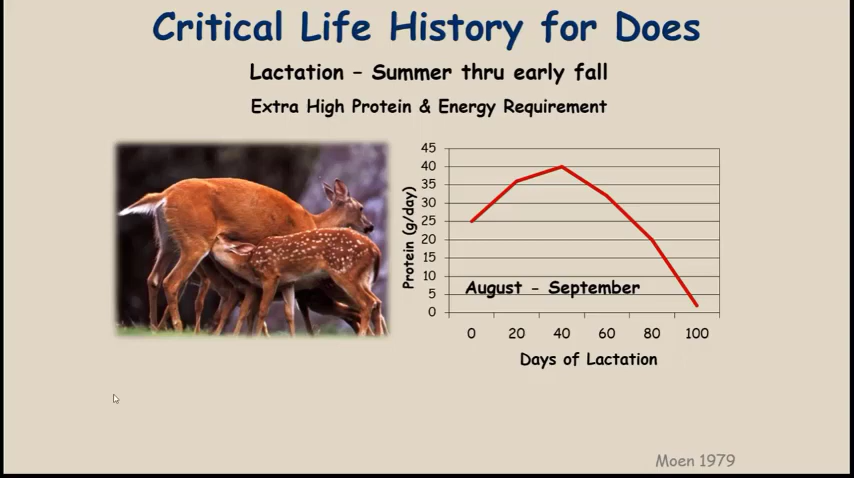 Critical Life History for Does
Lactation – Summer thru early fall
Extra High Protein & Energy Requirement
Protein (g/day)
45
40
35
30
25
20
15
10
5
0
August - September
0 20 40 60 80 100
Days of Lactation
Moen 1979